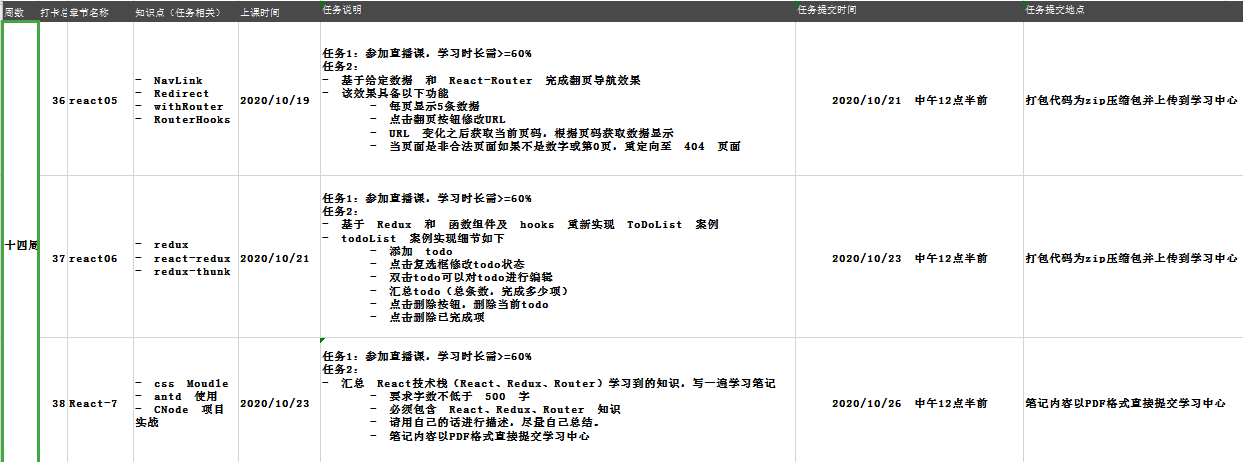 周数 打卡总 章节名称 知识点（任务相关） 上课时间 任务说明 任务提交时间 任务提交地点
十四周
36 react05
- NavLink
- Redirect
- withRouter
- RouterHooks
2020/10/19
任务1：参加直播课，学习时长需>=60%
任务2：
- 基于给定数据 和 React-Router 完成翻页导航效果
- 该效果具备以下功能
- 每页显示5条数据
- 点击翻页按钮修改URL
- URL 变化之后获取当前页码，根据页码获取数据显示
- 当页面是非合法页面如果不是数字或第0页，重定向至 404 页面
2020/10/21 中午12点半前
打包代码为zip压缩包并上传到学习中心
37 react06
- redux
- react-redux
- redux-thunk
2020/10/21
任务1：参加直播课，学习时长需>=60%
任务2：
- 基于 Redux 和 函数组件及 hooks 重新实现 ToDoList 案例
- todoList 案例实现细节如下
- 添加 todo
- 点击复选框修改todo状态
- 双击todo可以对todo进行编辑
- 汇总todo（总条数，完成多少项）
- 点击删除按钮，删除当前todo
- 点击删除已完成项
2020/10/23 中午12点半前
打包代码为zip压缩包并上传到学习中心
38 React-7
- css Moudle
- antd 使用
- CNode 项目
实战
2020/10/23
任务1：参加直播课，学习时长需>=60%
任务2：
- 汇总 React技术栈（React、Redux、Router）学习到的知识，写一遍学习笔记
- 要求字数不低于 500 字
- 必须包含 React、Redux、Router 知识
- 请用自己的话进行描述，尽量自己总结。
- 笔记内容以PDF格式直接提交学习中心
2020/10/26 中午12点半前
笔记内容以PDF格式直接提交学习中心